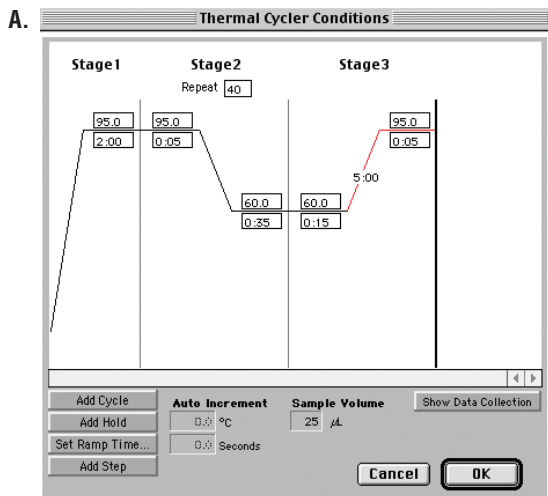 A.
Thermal Cycler Conditions
Stage1 Stage2 Stage3
Repeat 40
95.0 95.0 95.0
2:00 0:05 0:05
5:00
60.0 60.0
0:35 0:15
Add Cycle Auto Increment Sample Volume Show Data Collection
Add Hold 0.0 °C 25 µL
Set Ramp Time... 0.0 Seconds
Add Step Cancel OK